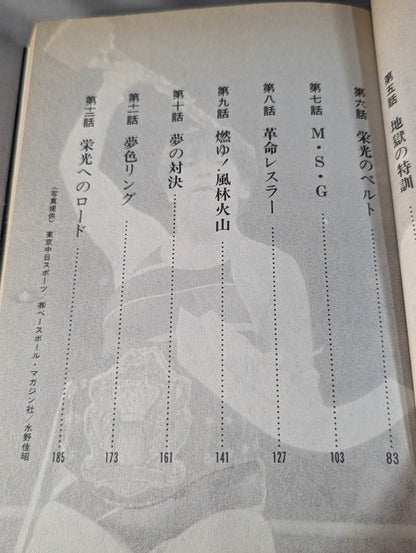 第五話 地獄の特訓
第六話 栄光のベルト……83
第七話 M・S・G……103
第八話 革命レスラー……127
第九話 燃ゆ!風林火山……141
第十話 夢の対決……161
第十一話 夢色リング……173
第十二話 栄光へのロード……185
〈写真提供〉 東京中日スポーツ ㈱ベースボール・マガジン社/水野佳昭